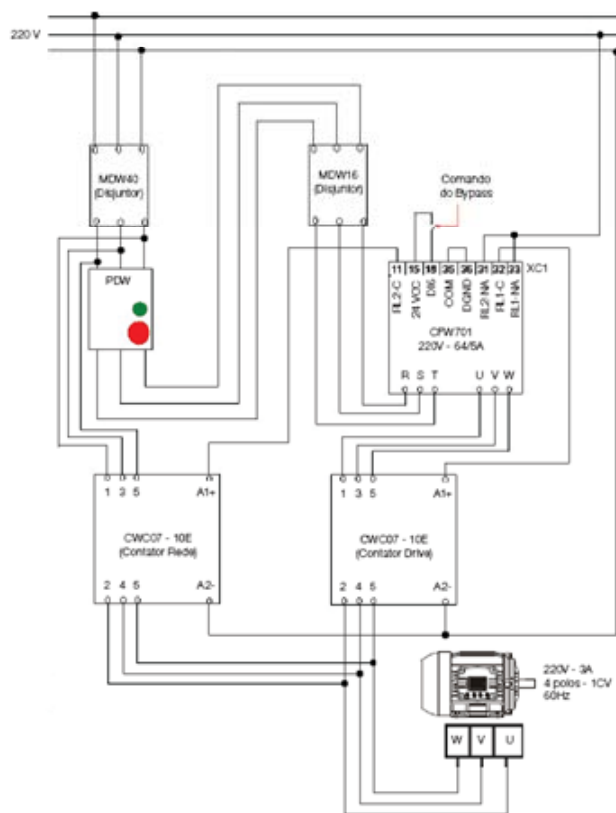 220 V
MDW40
(Disjuntor)
MDW16
(Disjuntor)
Comando
do Bypass
PDW
11 15 18 35 36 31 32 33 XC1
RL2-C
24 VCC
DI6
COM
DGND
RL2-NA
RL1-C
RL1-NA
CFW701
220V - 64/5A
R S T U V W
1 3 5 A1+
CWC07 - 10E
(Contator Rede)
2 4 5 A2-
1 3 5 A1+
CWC07 - 10E
(Contator Drive)
2 4 5 A2-
220V - 3A
4 polos - 1CV
60Hz
W V U